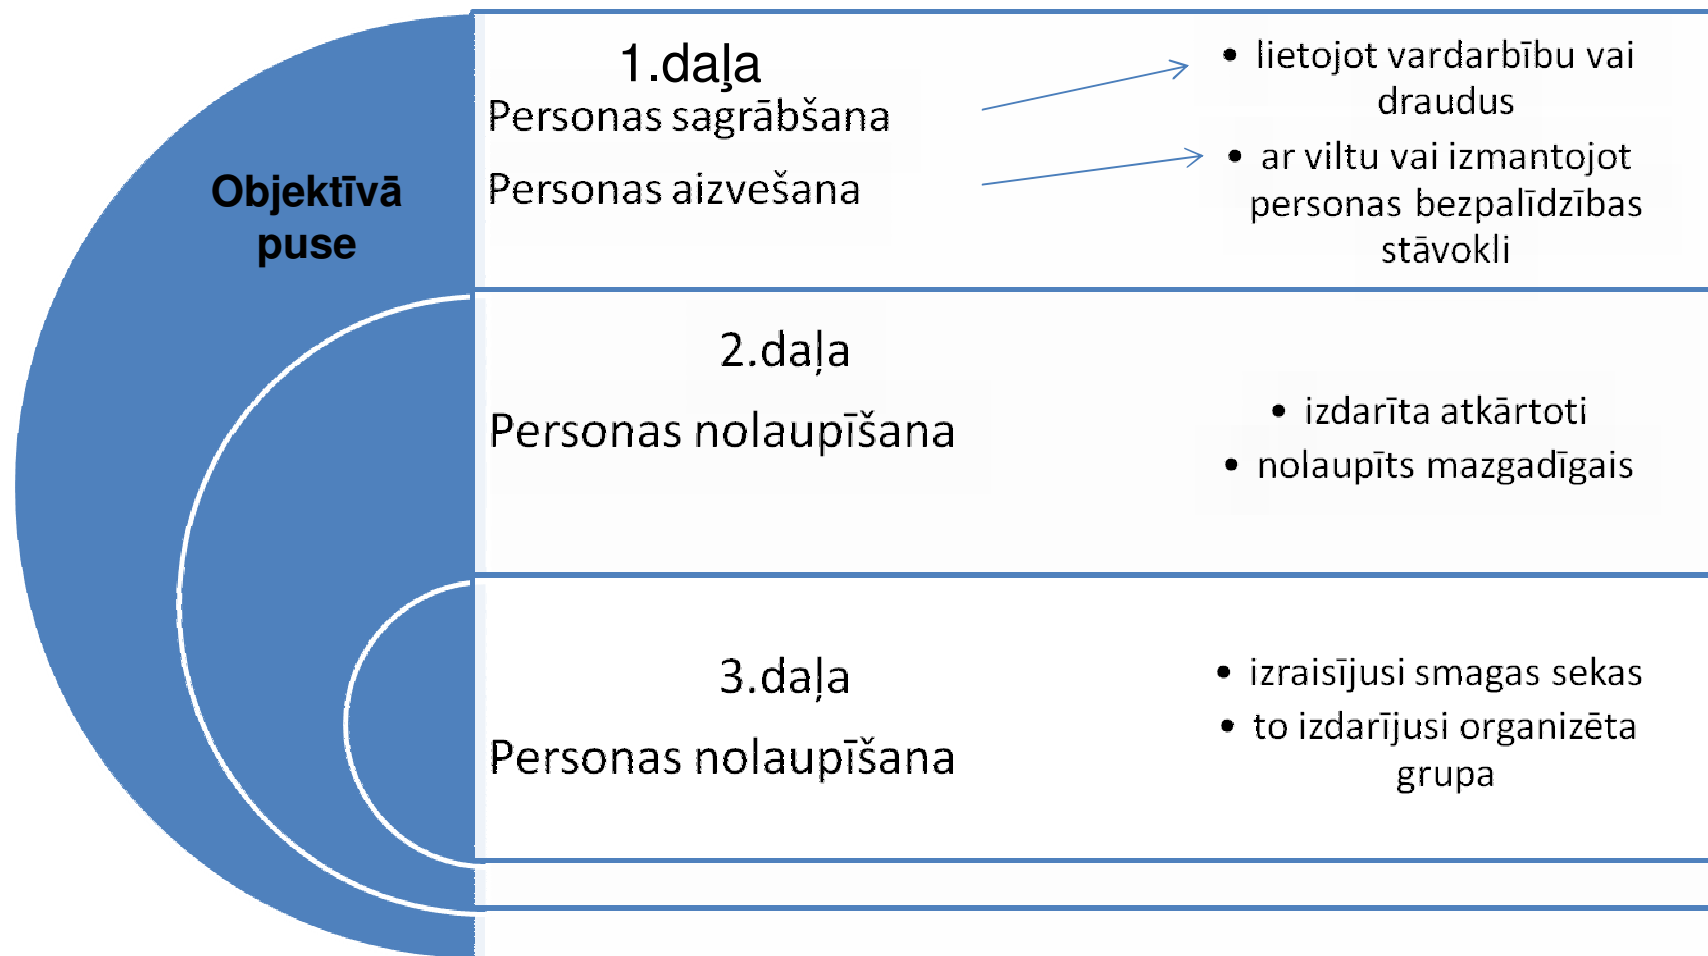 Objektīvā
puse
1.daļa
Personas sagrābšana
Personas aizvešana
• lietojot vardarbību vai
draudus
• ar viltu vai izmantojot
personas bezpalīdzības
stāvokli
2.daļa
Personas nolaupīšana
• izdarīta atkārtoti
• nolaupīts mazgadīgais
3.daļa
Personas nolaupīšana
• izraisījusi smagas sekas
• to izdarījusi organizēta
grupa